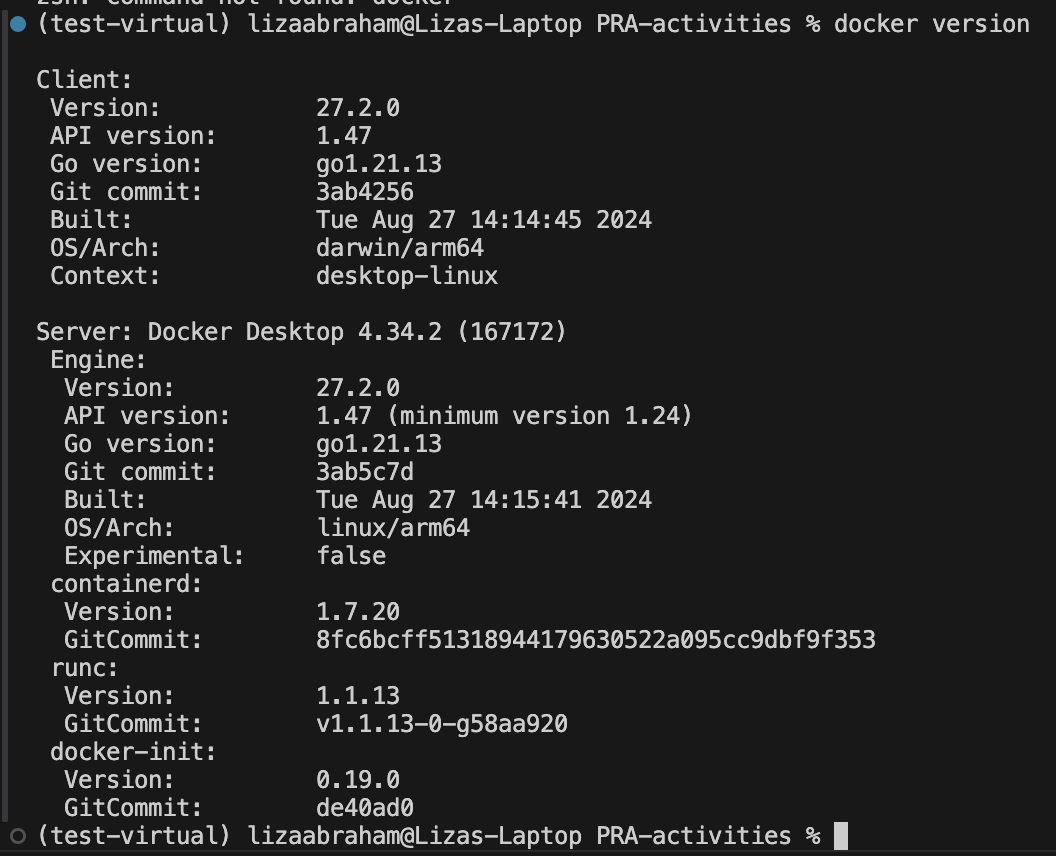 zsh: command not found: docker
(test-virtual) lizaabraham@Lizas-Laptop PRA-activities % docker version
Client:
Version: 27.2.0
API version: 1.47
Go version: go1.21.13
Git commit: 3ab4256
Built: Tue Aug 27 14:14:45 2024
OS/Arch: darwin/arm64
Context: desktop-linux
Server: Docker Desktop 4.34.2 (167172)
Engine:
Version: 27.2.0
API version: 1.47 (minimum version 1.24)
Go version: go1.21.13
Git commit: 3ab5c7d
Built: Tue Aug 27 14:15:41 2024
OS/Arch: linux/arm64
Experimental: false
containerd:
Version: 1.7.20
GitCommit: 8fc6bcff51318944179630522a095cc9dbf9f353
runc:
Version: 1.1.13
GitCommit: v1.1.13-0-g58aa920
docker-init:
Version: 0.19.0
GitCommit: de40ad0
(test-virtual) lizaabraham@Lizas-Laptop PRA-activities %